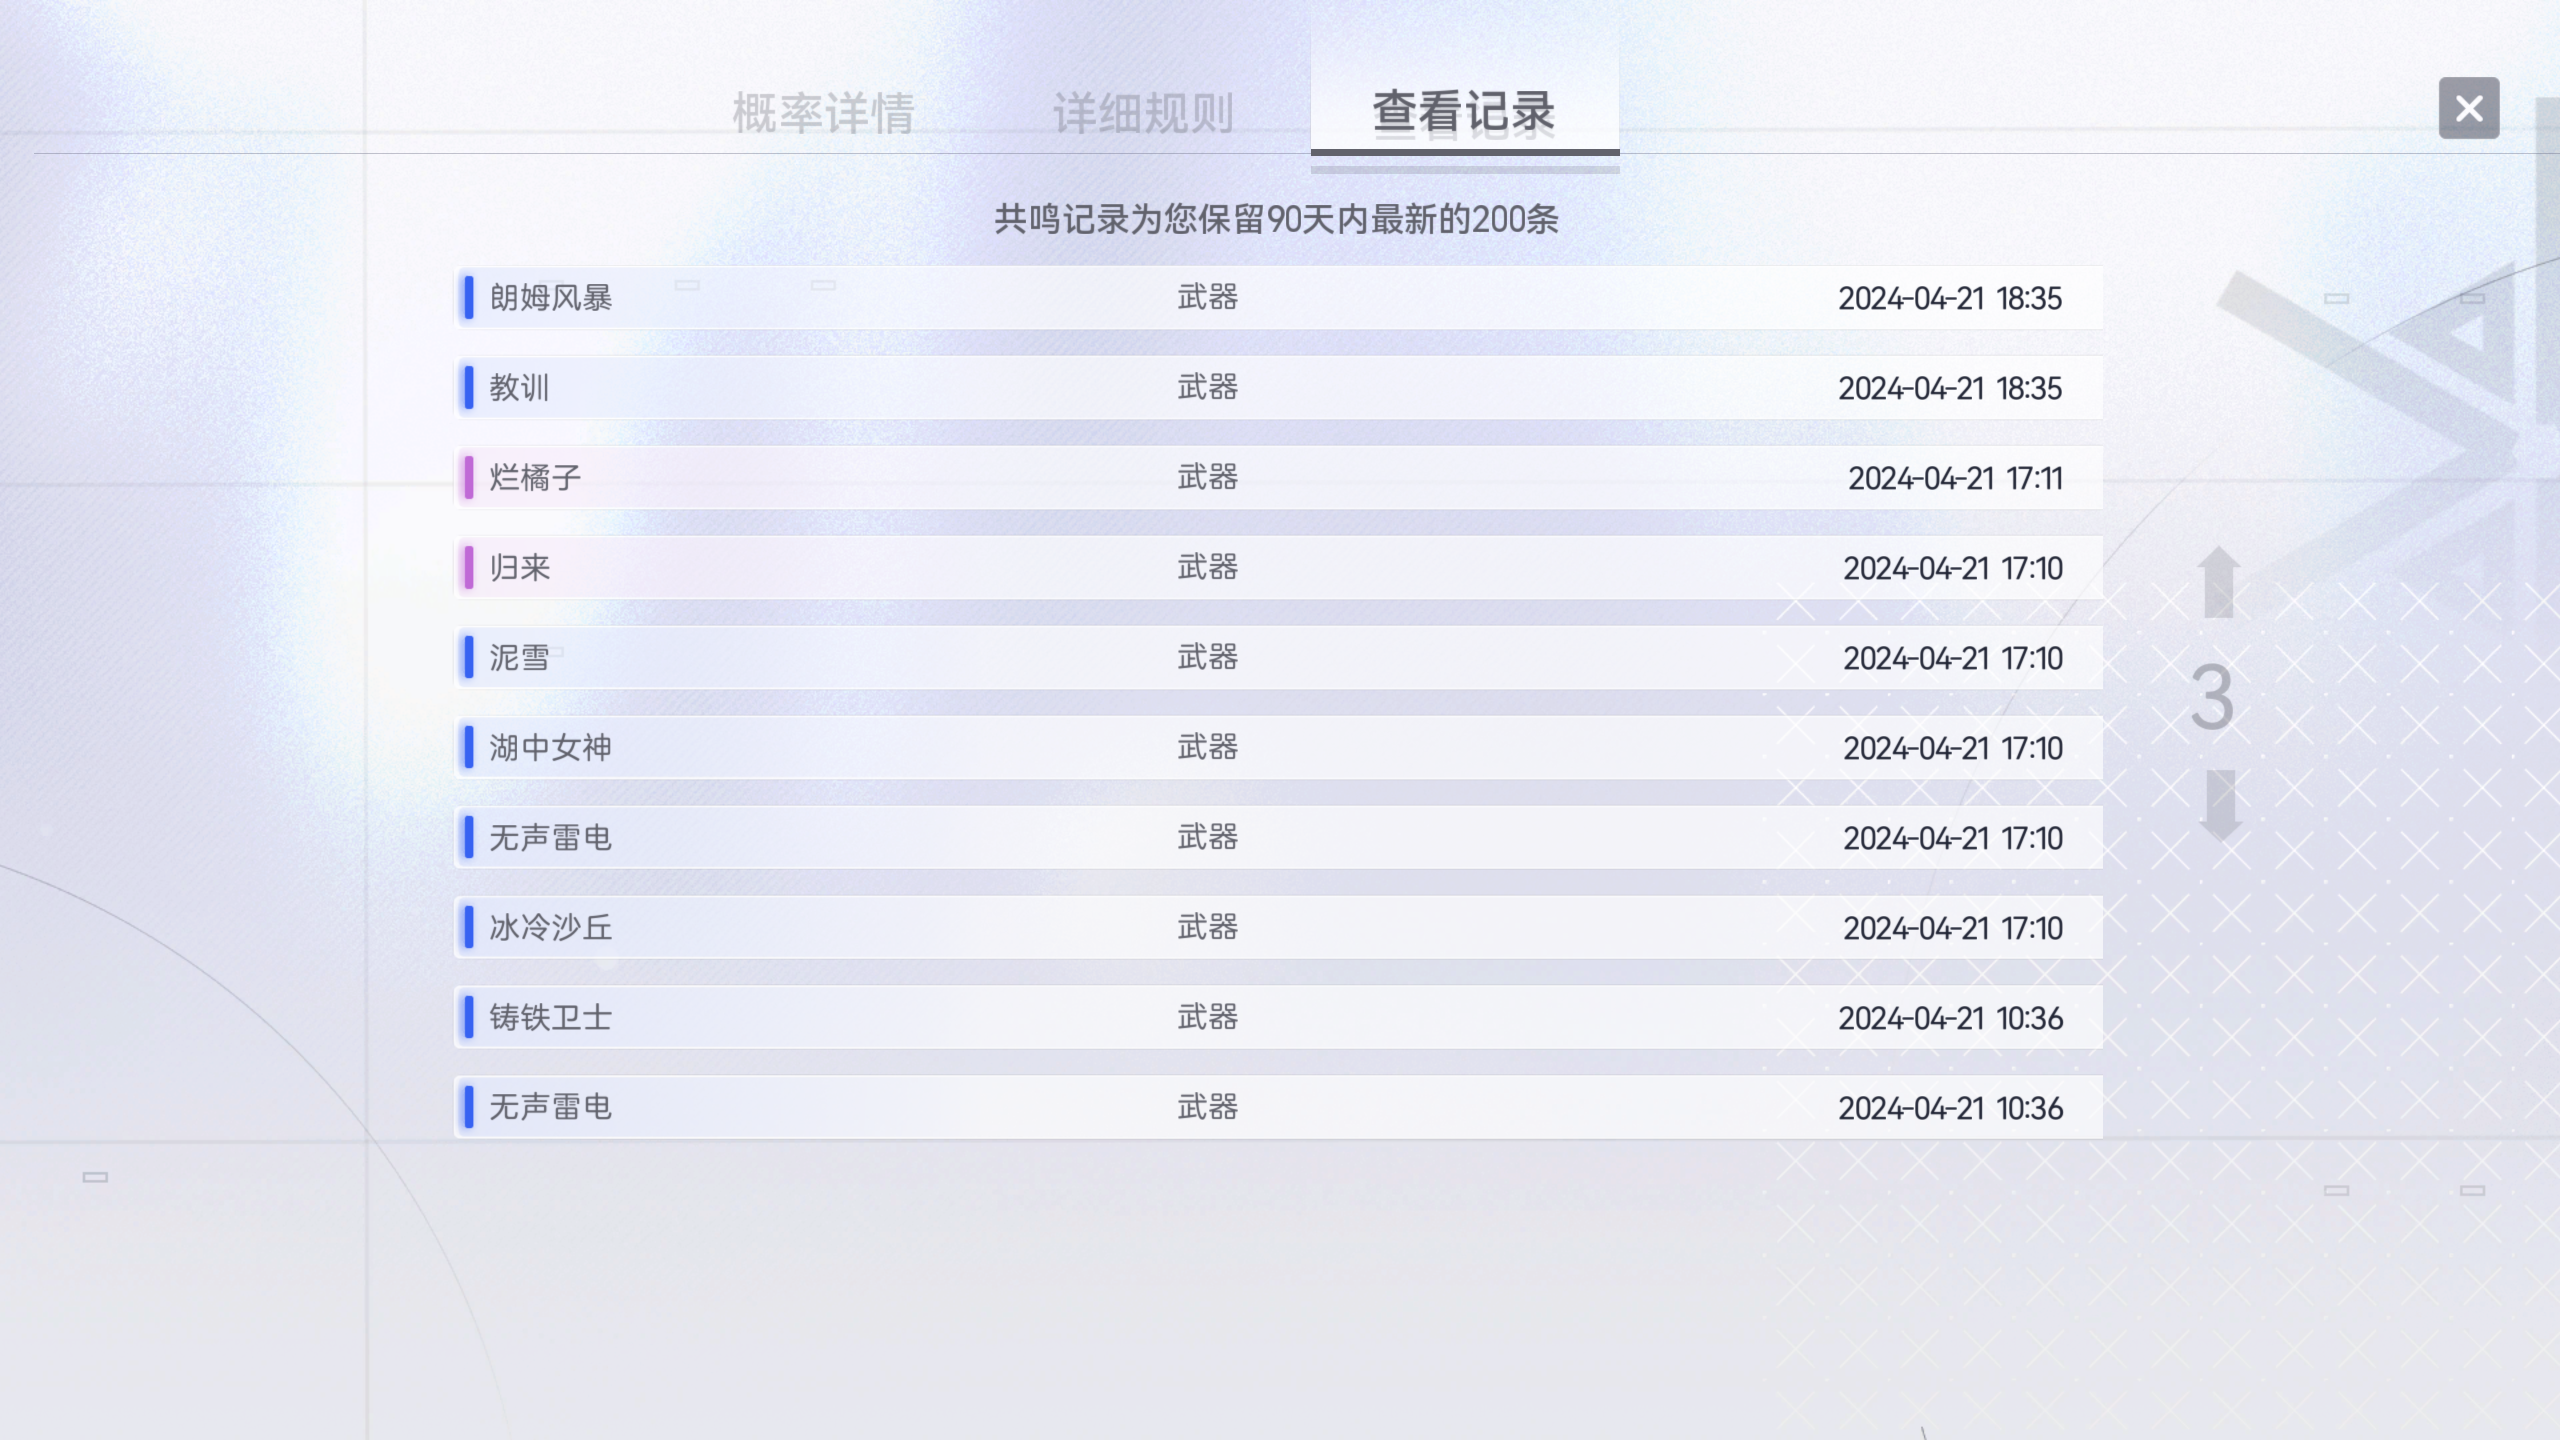 概率详情 详细规则 查看记录
共鸣记录为您保留90天内最新的200条
朗姆风暴 武器 2024-04-21 18:35
教训 武器 2024-04-21 18:35
烂橘子 武器 2024-04-21 17:11
归来 武器 2024-04-21 17:10
泥雪 武器 2024-04-21 17:10
湖中女神 武器 2024-04-21 17:10
无声雷电 武器 2024-04-21 17:10
冰冷沙丘 武器 2024-04-21 17:10
铸铁卫士 武器 2024-04-21 10:36
无声雷电 武器 2024-04-21 10:36
3